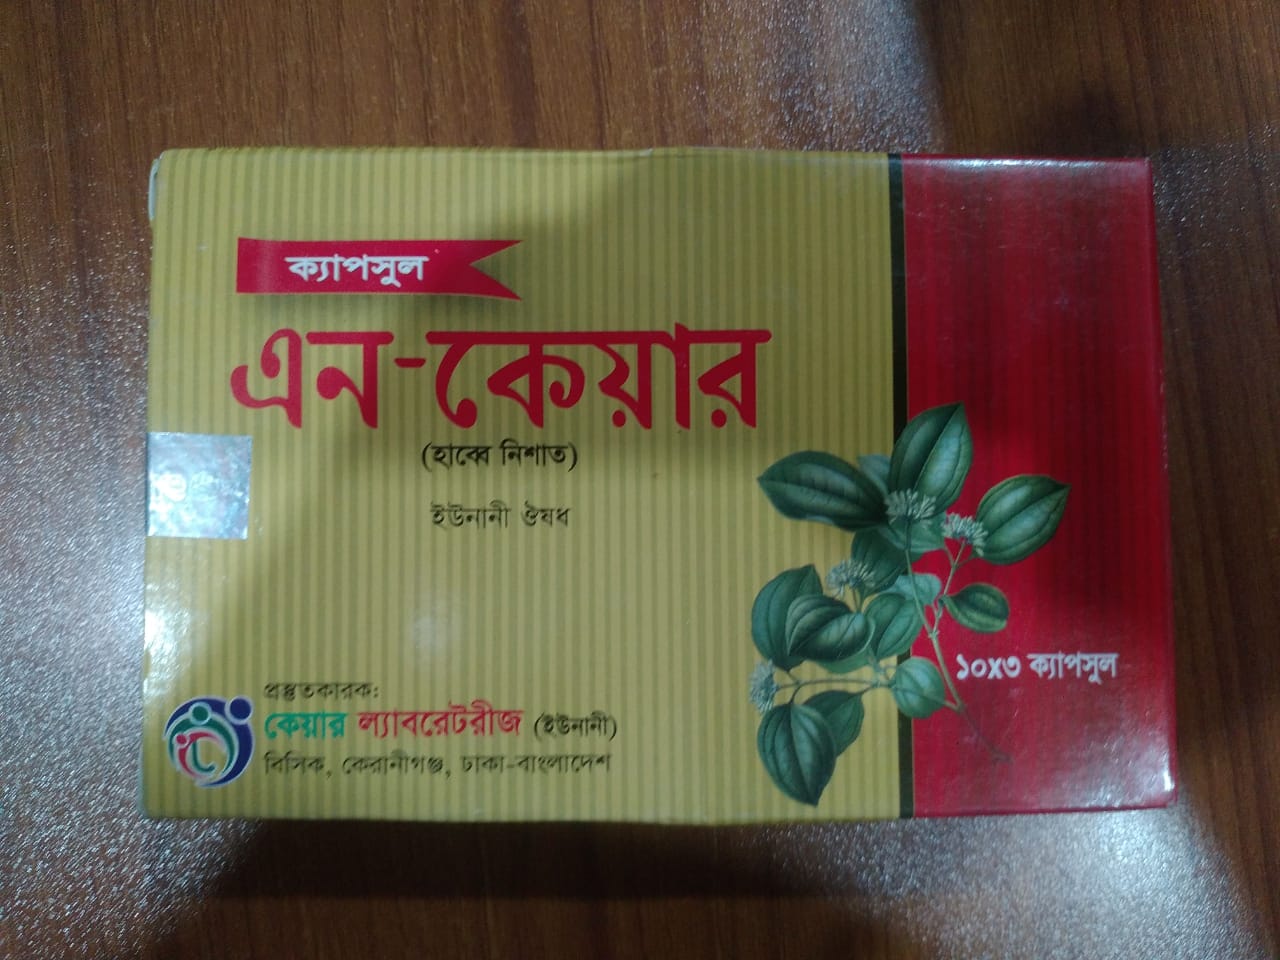 ক্যাপসুল
এন-কেয়ার
(হাব্বে নিশাত)
ইউনানী ঔষধ
১০x৩ ক্যাপসুল
প্রস্তুতকারক:
কেয়ার ল্যাবরেটরীজ (ইউনানী)
বিসিক, কেরানীগঞ্জ, ঢাকা-বাংলাদেশ